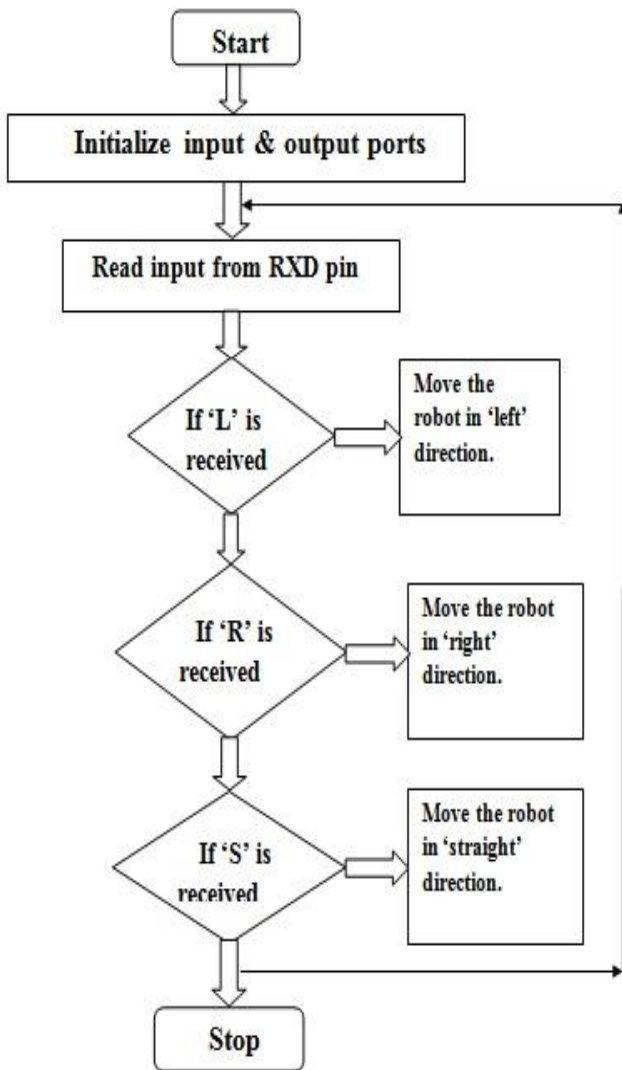 Start
Initialize input & output ports
Read input from RXD pin
If ‘L’ is
received
Move the
robot in ‘left’
direction.
If ‘R’ is
received
Move the robot
in ‘right’
direction.
If ‘S’ is
received
Move the robot
in ‘straight’
direction.
Stop